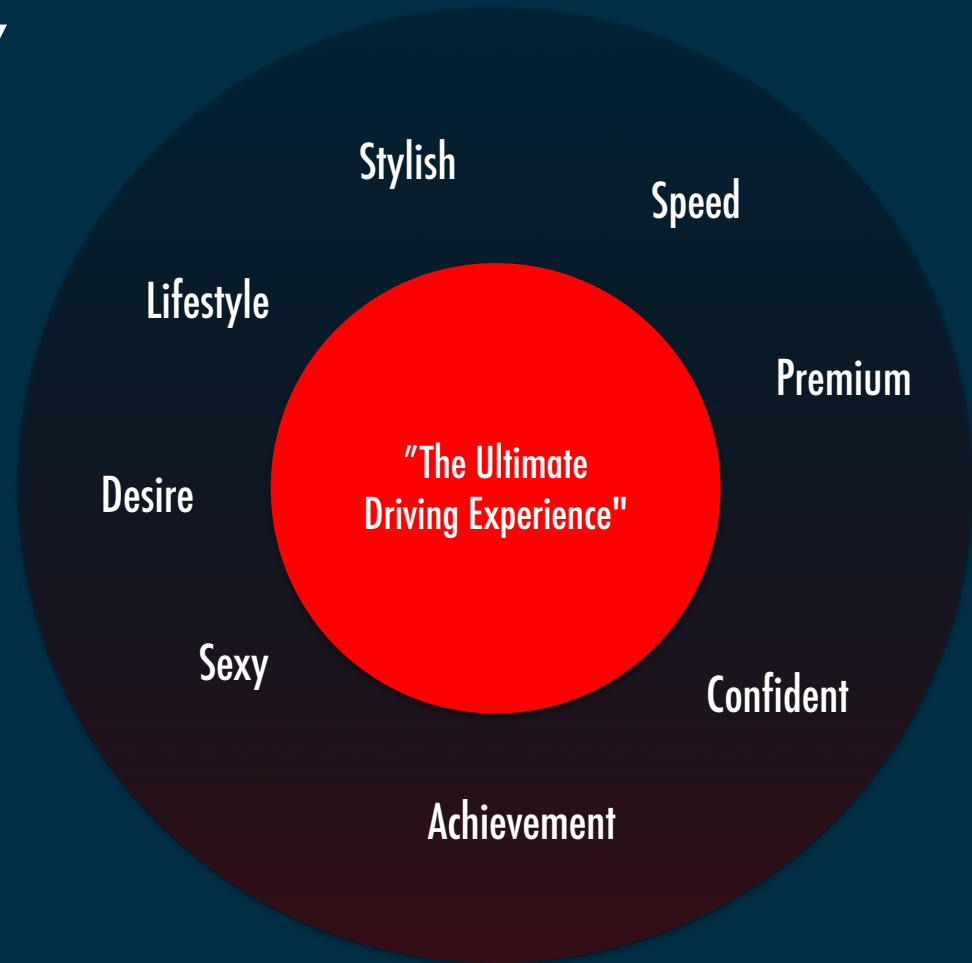 Stylish
Speed
Lifestyle
Premium
"The Ultimate
Driving Experience"
Desire
Sexy
Confident
Achievement